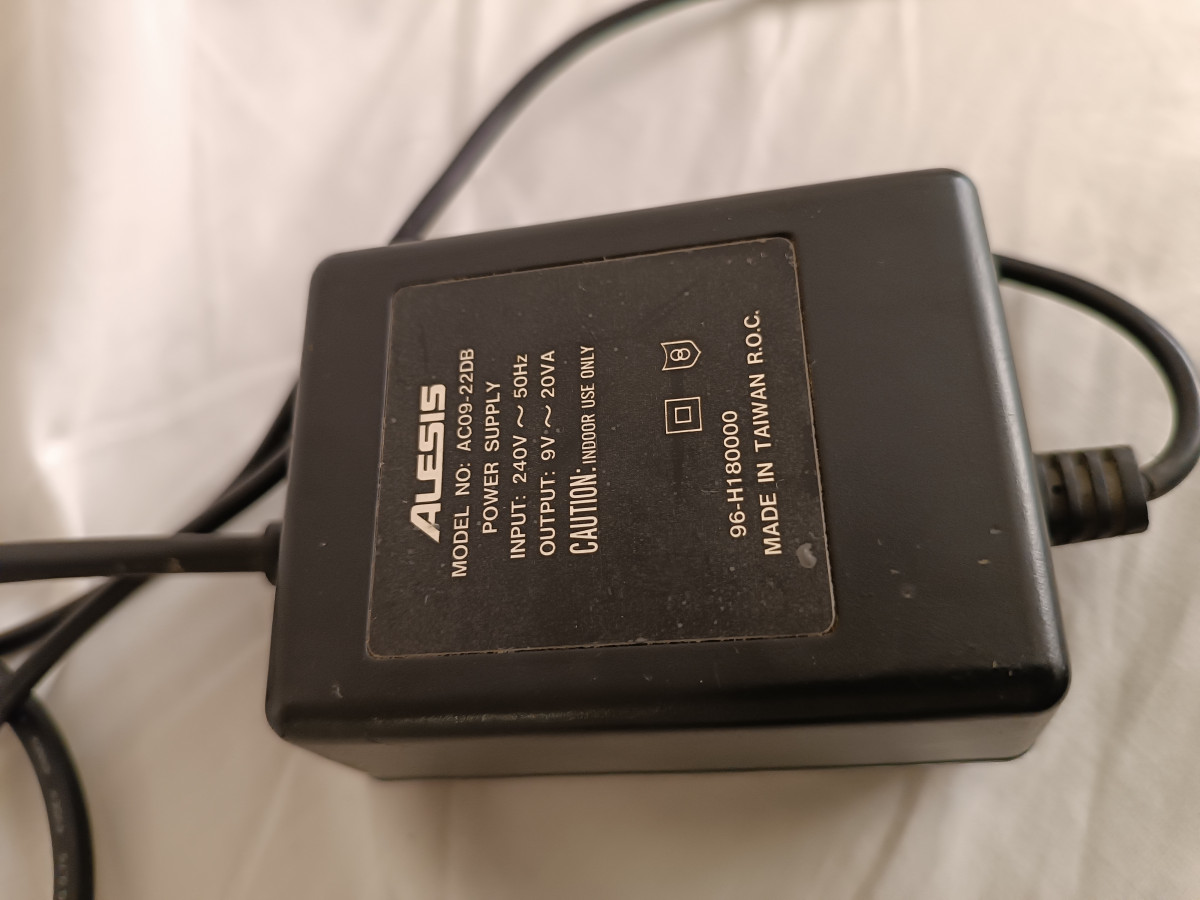 ALESIS
MODEL NO: AC09-22DB
POWER SUPPLY
INPUT: 240V ~ 50Hz
OUTPUT: 9V ~ 20VA
CAUTION: INDOOR USE ONLY
8
96-H180000
MADE IN TAIWAN R.O.C.